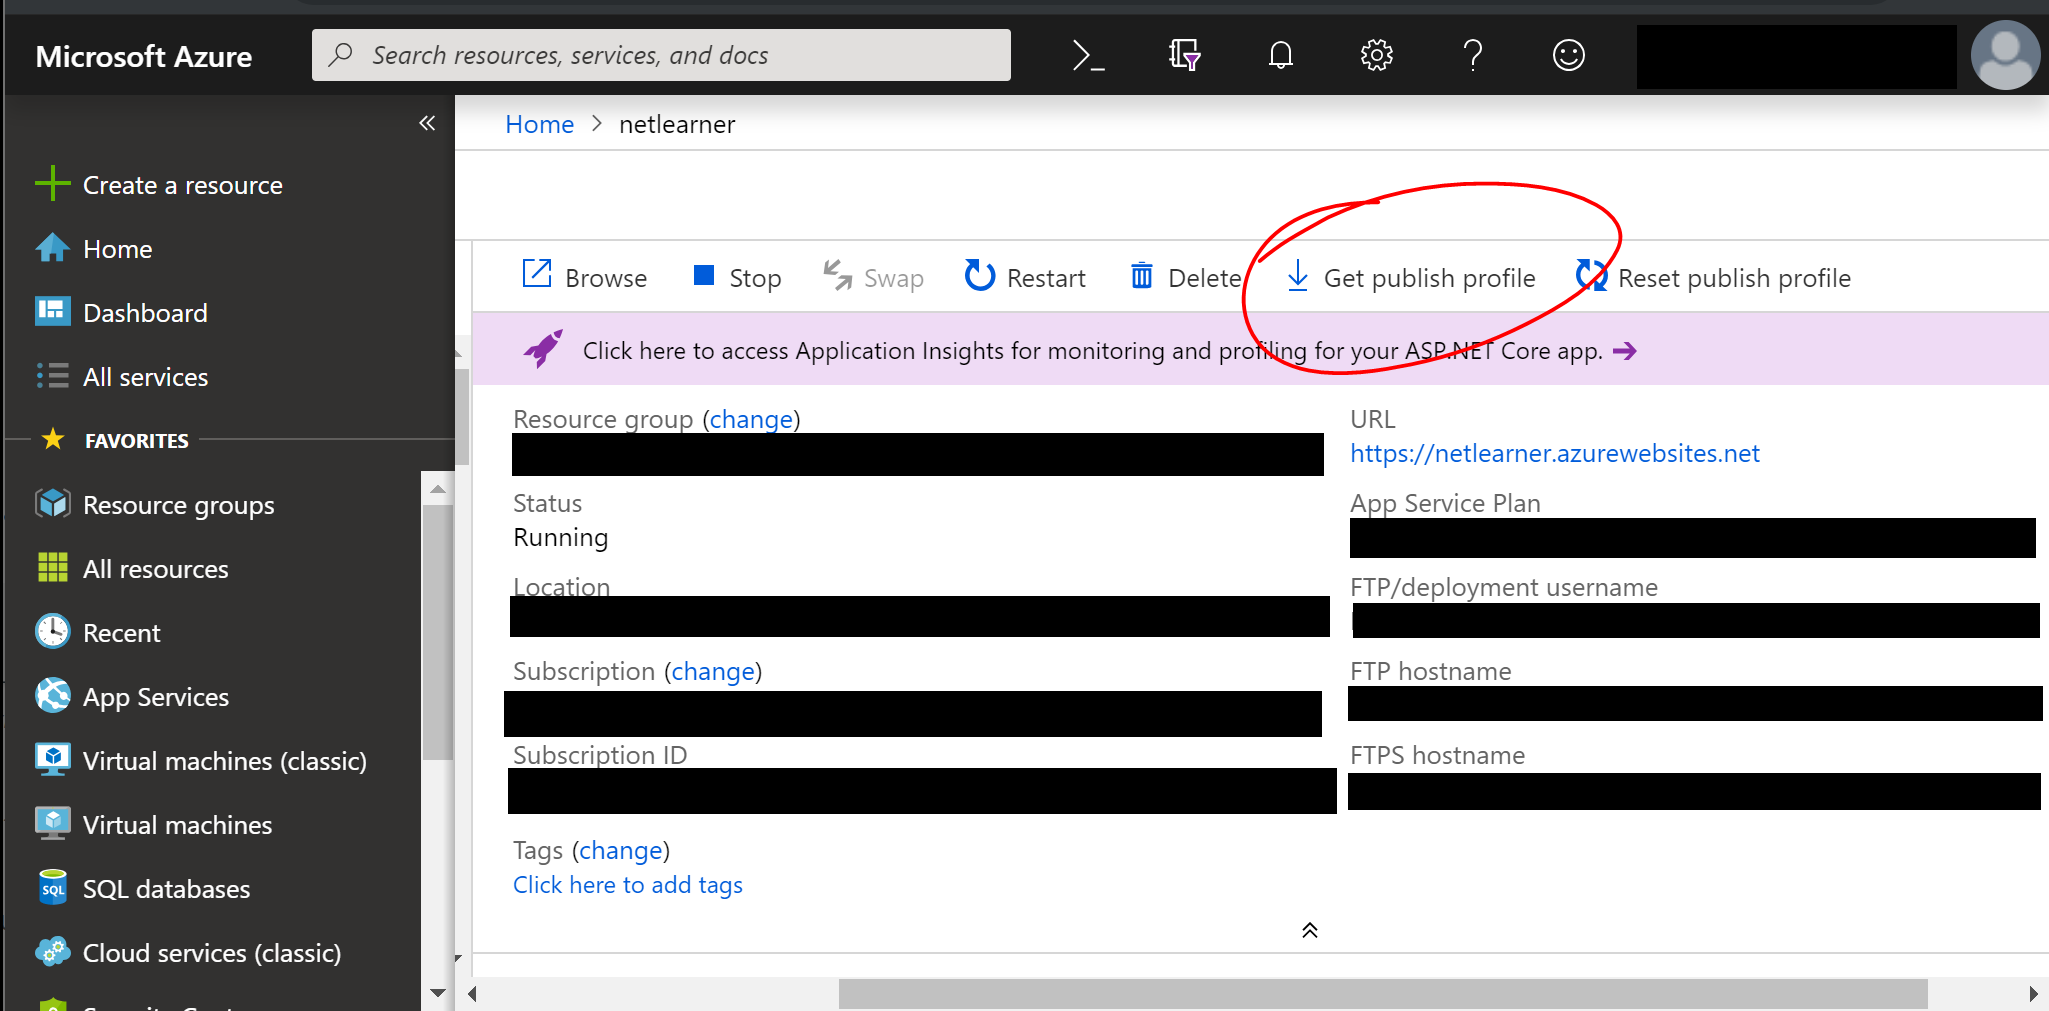 Microsoft Azure
Search resources, services, and docs
Create a resource
Home
Dashboard
All services
FAVORITES
Resource groups
All resources
Recent
App Services
Virtual machines (classic)
Virtual machines
SQL databases
Cloud services (classic)
Home > netlearner
Browse Stop Swap Restart Delete Get publish profile Reset publish profile
Click here to access Application Insights for monitoring and profiling for your ASP.NET Core app.
Resource group (change)
Status
Running
Location
Subscription (change)
Subscription ID
Tags (change)
Click here to add tags
URL
https://netlearner.azurewebsites.net
App Service Plan
FTP/deployment username
FTP hostname
FTPS hostname